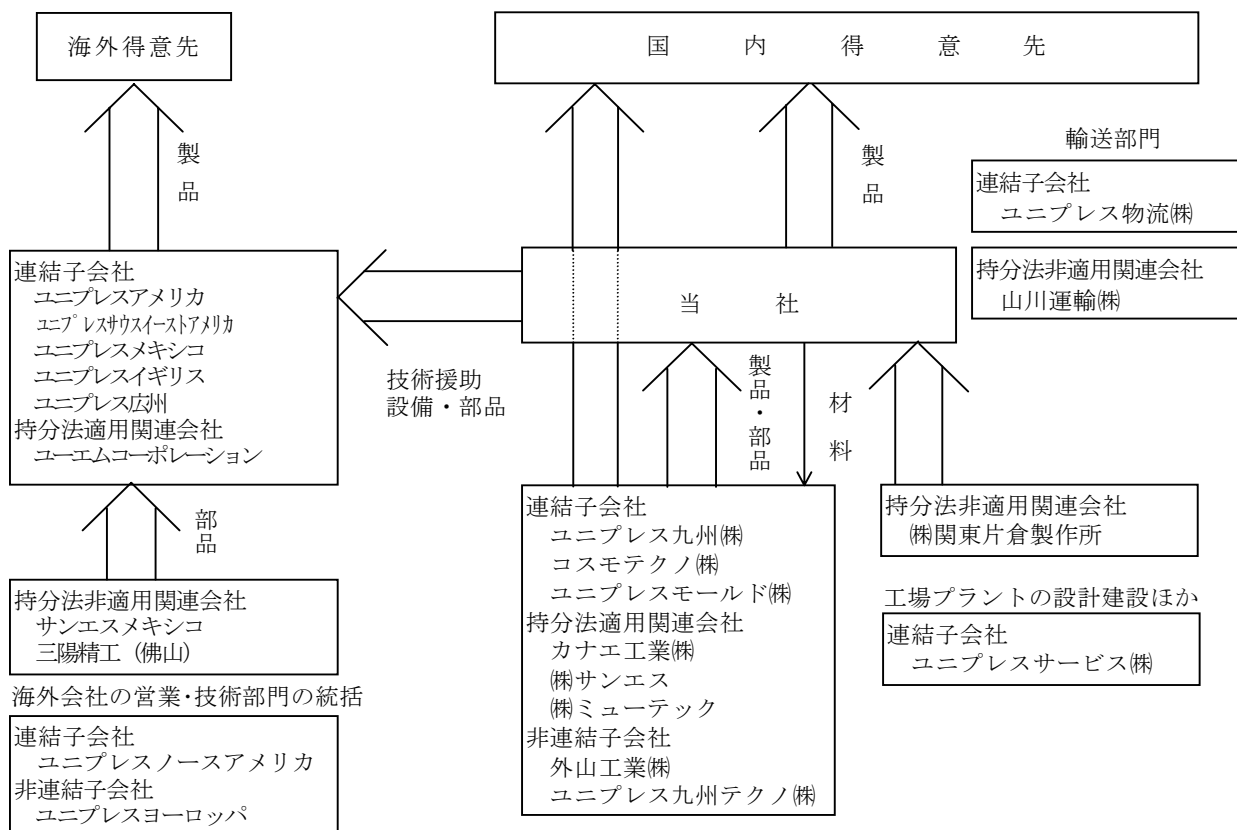 海外得意先
国内得意先
製品
製品
輸送部門
連結子会社
ユニプレス物流㈱
持分法非適用関連会社
山川運輸㈱
連結子会社
ユニプレスアメリカ
ユニプレスサウスイーストアメリカ
ユニプレスメキシコ
ユニプレスイギリス
ユニプレス広州
持分法適用関連会社
ユーエムコーポレーション
当社
技術援助
設備・部品
製品・部品
材料
部品
持分法非適用関連会社
サンエスメキシコ
三陽精工（佛山）
海外会社の営業・技術部門の統括
連結子会社
ユニプレスノースアメリカ
非連結子会社
ユニプレスヨーロッパ
連結子会社
ユニプレス九州㈱
コスモテクノ㈱
ユニプレスモールド㈱
持分法適用関連会社
カナエ工業㈱
㈱サンエス
㈱ミューテック
非連結子会社
外山工業㈱
ユニプレス九州テクノ㈱
持分法非適用関連会社
㈱関東片倉製作所
工場プラントの設計建設ほか
連結子会社
ユニプレスサービス㈱